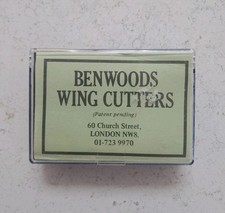 BENWOODS
WING CUTTERS
(Patent pending)
60 Church Street,
LONDON NW8.
01-723 9970